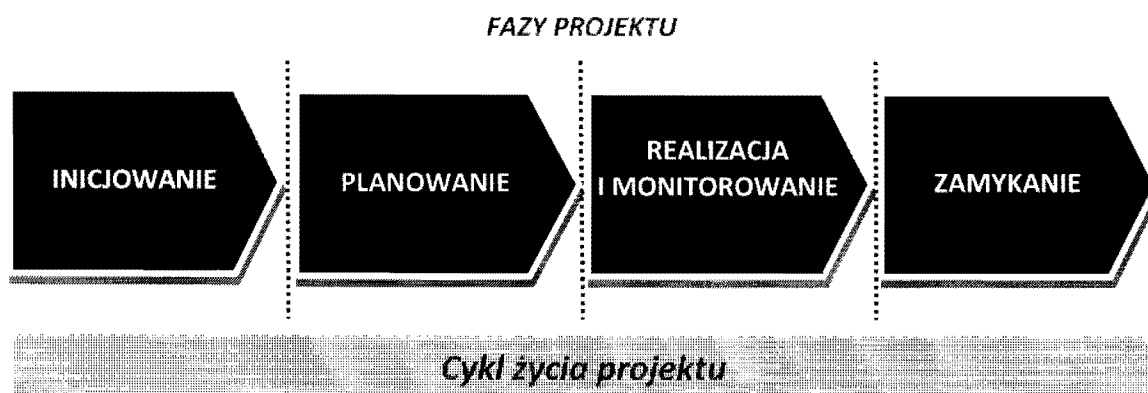 FAZY PROJEKTU
INICJOWANIE
PLANOWANIE
REALIZACJA
I MONITOROWANIE
ZAMYKANIE
Cykl życia projektu